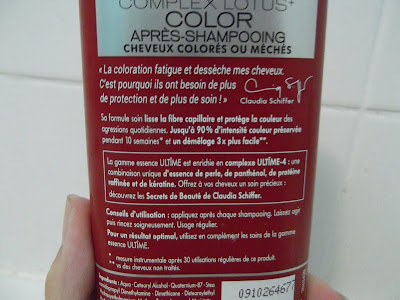 COMPLEX LOTUS+
COLOR
APRÈS-SHAMPOOING
CHEVEUX COLORÉS OU MÉCHÉS
« La coloration fatigue et dessèche mes cheveux.
C'est pourquoi ils ont besoin de plus
de protection et de plus de soin ! »
Claudia Schiffer
Sa formule soin lisse la fibre capillaire et protège la couleur des
agressions quotidiennes. Jusqu'à 90% d'intensité couleur préservée
pendant 10 semaines* et un démêlage 3 x plus facile**.
La gamme essence ULTÎME est enrichie en complexe ULTÎME-4 : une
combinaison unique d'essence de perle, de panthénol, de protéine
raffinée et de kératine. Offrez à vos cheveux un soin précieux :
découvrez les Secrets de Beauté de Claudia Schiffer.
Conseils d'utilisation : appliquez après chaque shampooing. Laissez agir
puis rincez soigneusement. Usage régulier.
Pour un résultat optimal, utilisez en complément les soins de la gamme
essence ULTÎME.
* mesure instrumentale après 30 utilisations régulières de ce produit.
** vs des cheveux non traités.
Ingredients : Aqua · Cetearyl Alcohol · Quaternium-87 · Stea
Dimethylamine · Dimethicone · Distearoylethyl
091026467